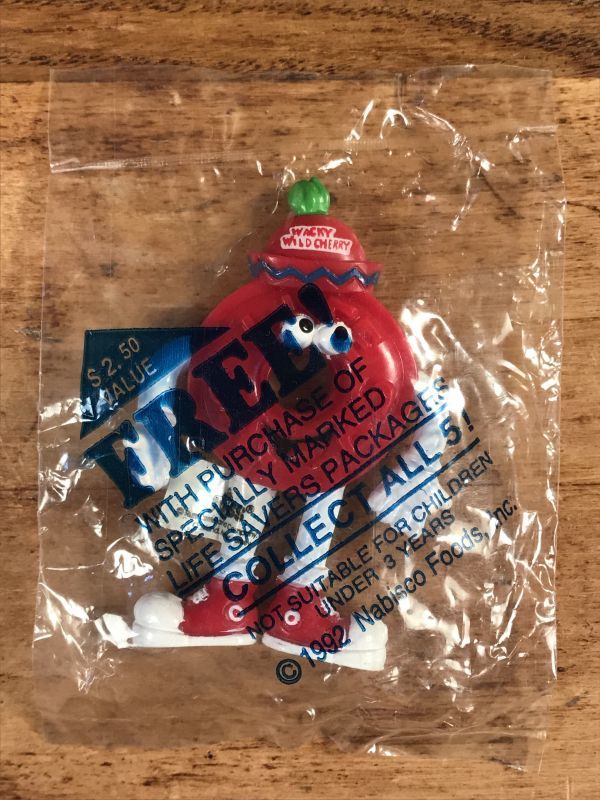 WACKY
WILD CHERRY
$2.50
VALUE
FREE!
WITH PURCHASE OF
SPECIALLY MARKED
LIFE SAVERS PACKAGES
COLLECT ALL 5!
NOT SUITABLE FOR CHILDREN
UNDER 3 YEARS
© 1992 Nabisco Foods, Inc.